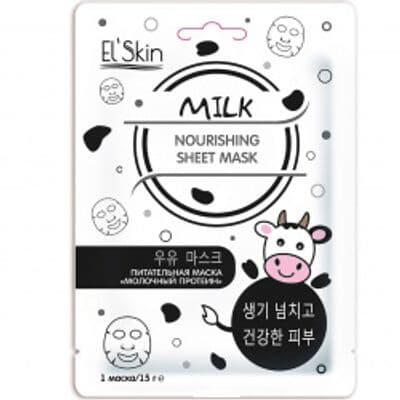 El'Skin
MILK
NOURISHING
SHEET MASK
우유 마스크
ПИТАТЕЛЬНАЯ МАСКА
«МОЛОЧНЫЙ ПРОТЕИН»
생기 넘치고
건강한 피부
1 маска/15 г ℮